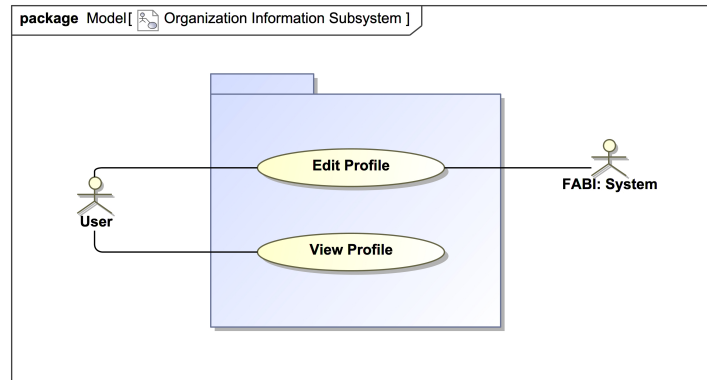 package Model[ Organization Information Subsystem ]
Edit Profile
FABI: System
User
View Profile